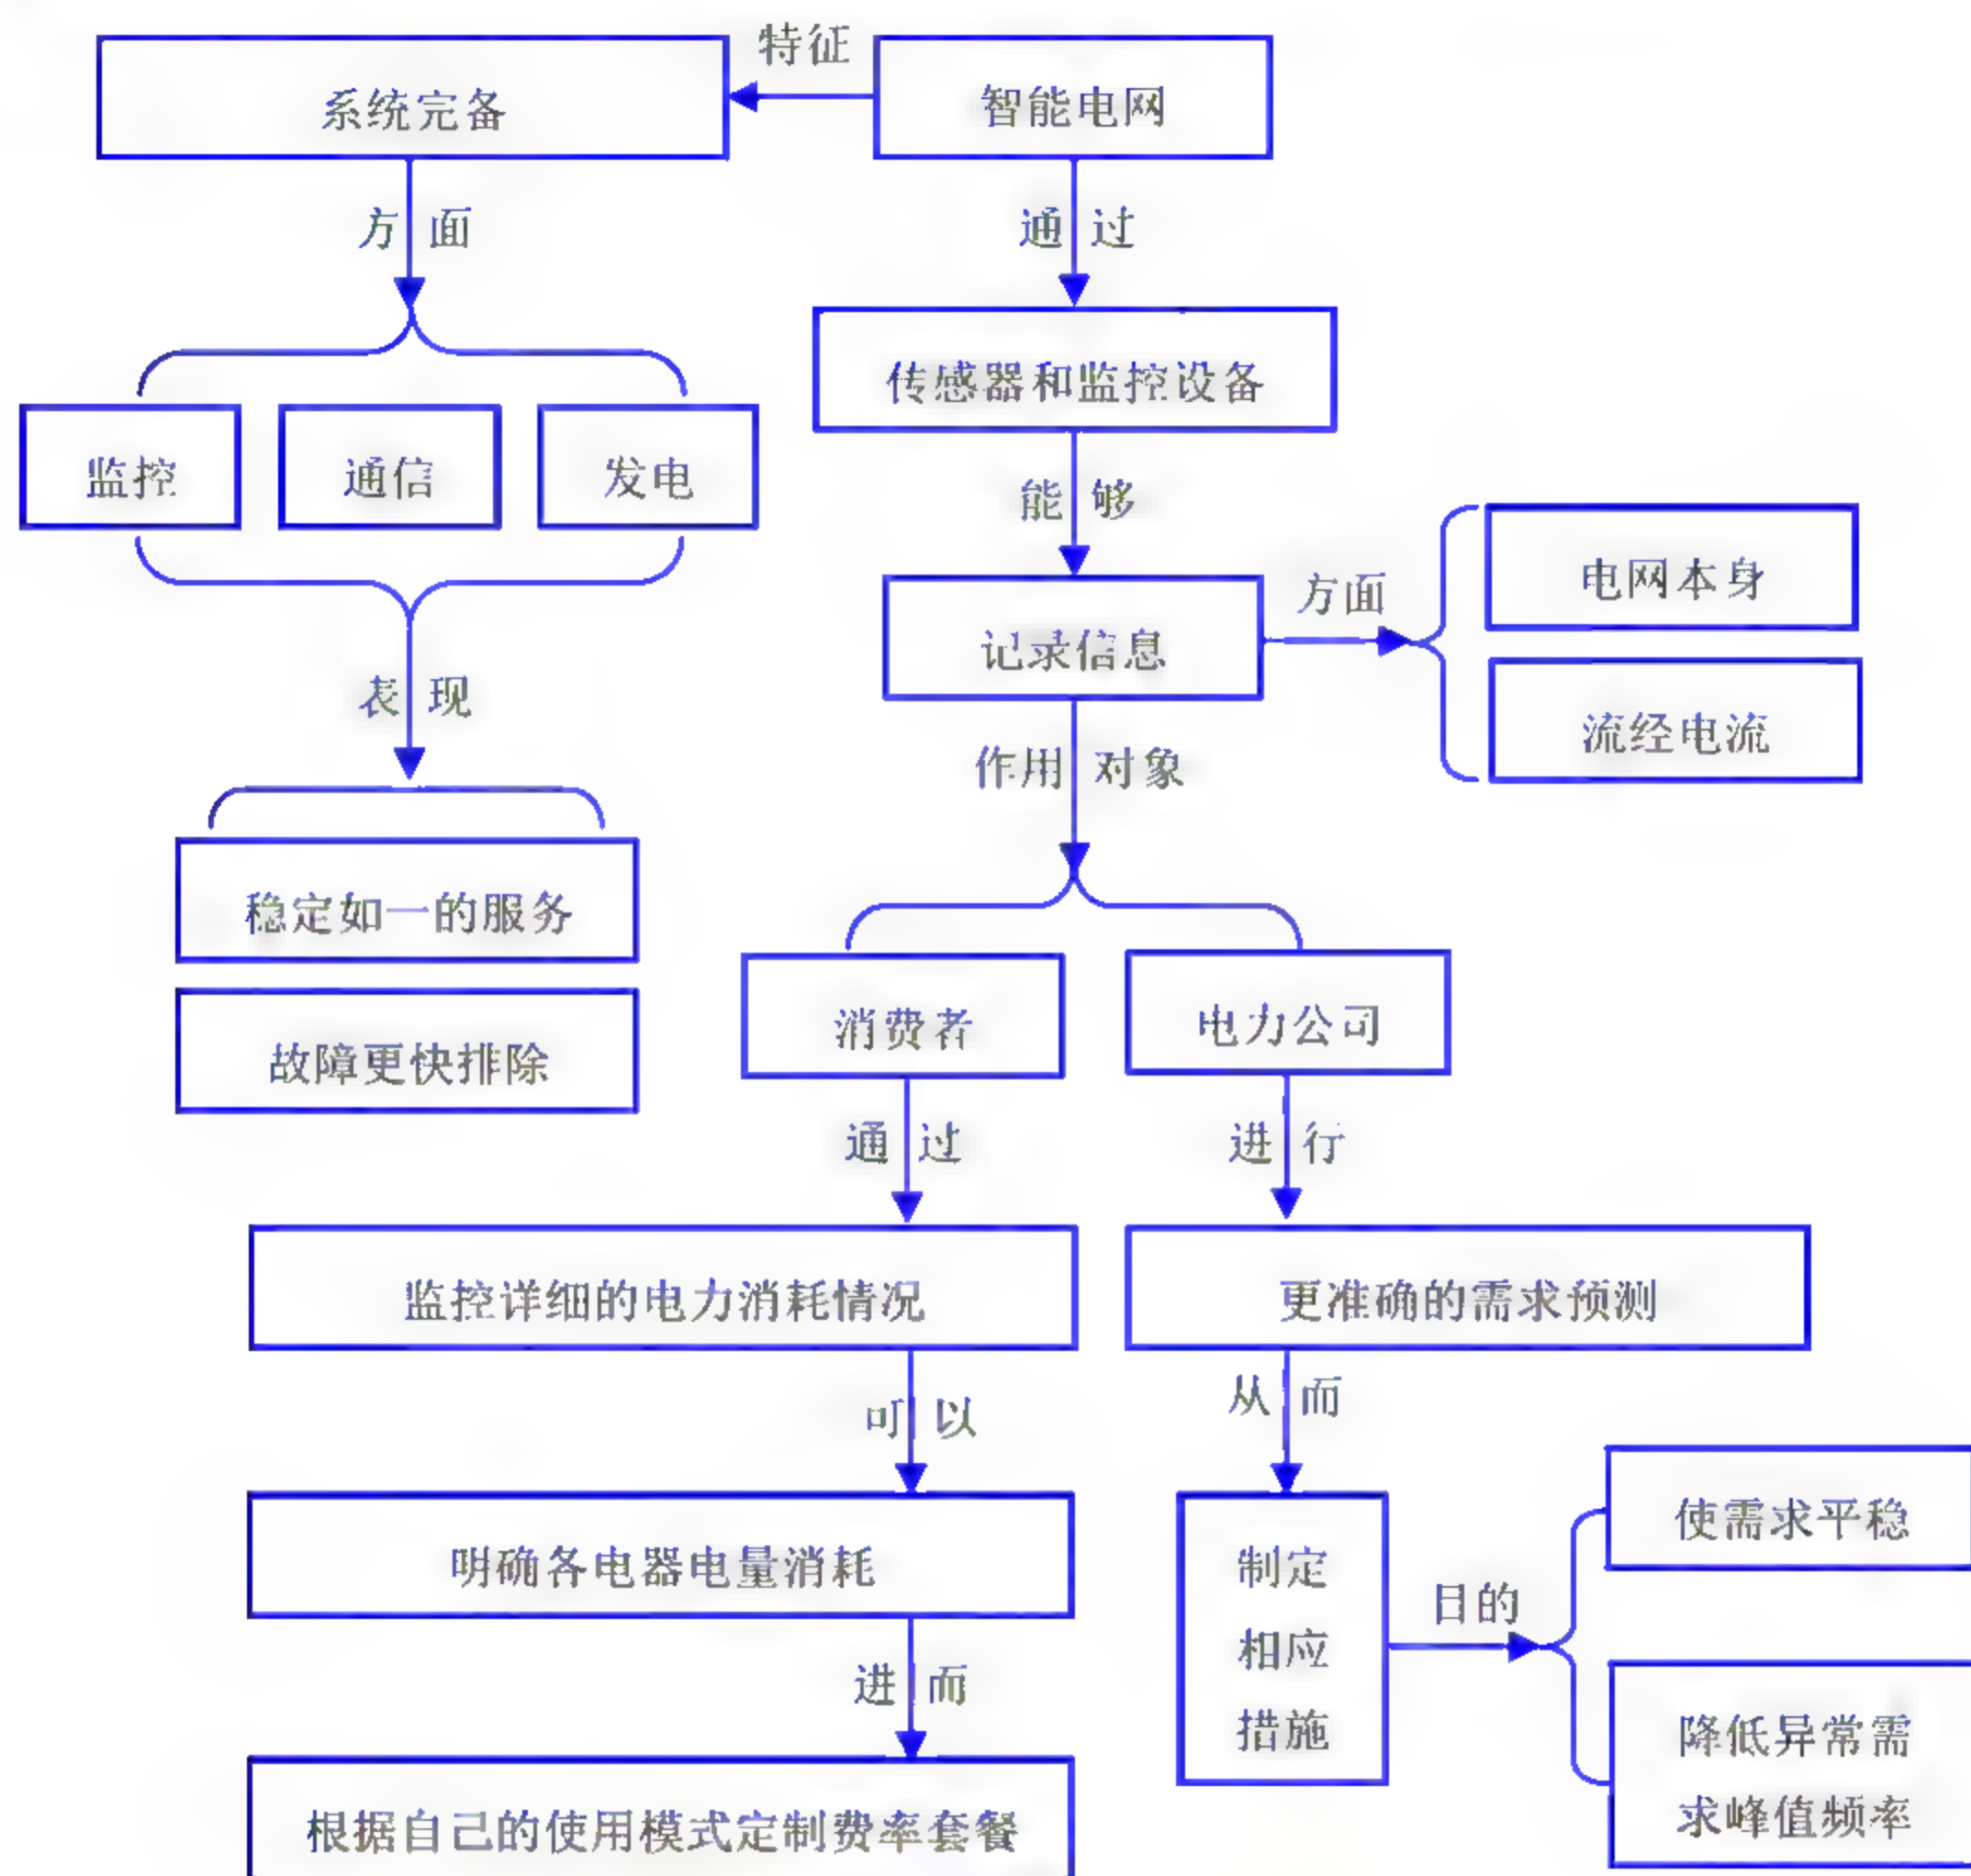 特征
系统完备
智能电网
方面
通过
传感器和监控设备
监控
通信
发电
能够
电网本身
方面
记录信息
表现
流经电流
作用对象
稳定如一的服务
消费者
电力公司
故障更快排除
通过
进行
监控详细的电力消耗情况
更准确的需求预测
可以
从而
使需求平稳
明确各电器电量消耗
制定
相应
措施
目的
进而
降低异常需
求峰值频率
根据自己的使用模式定制费率套餐